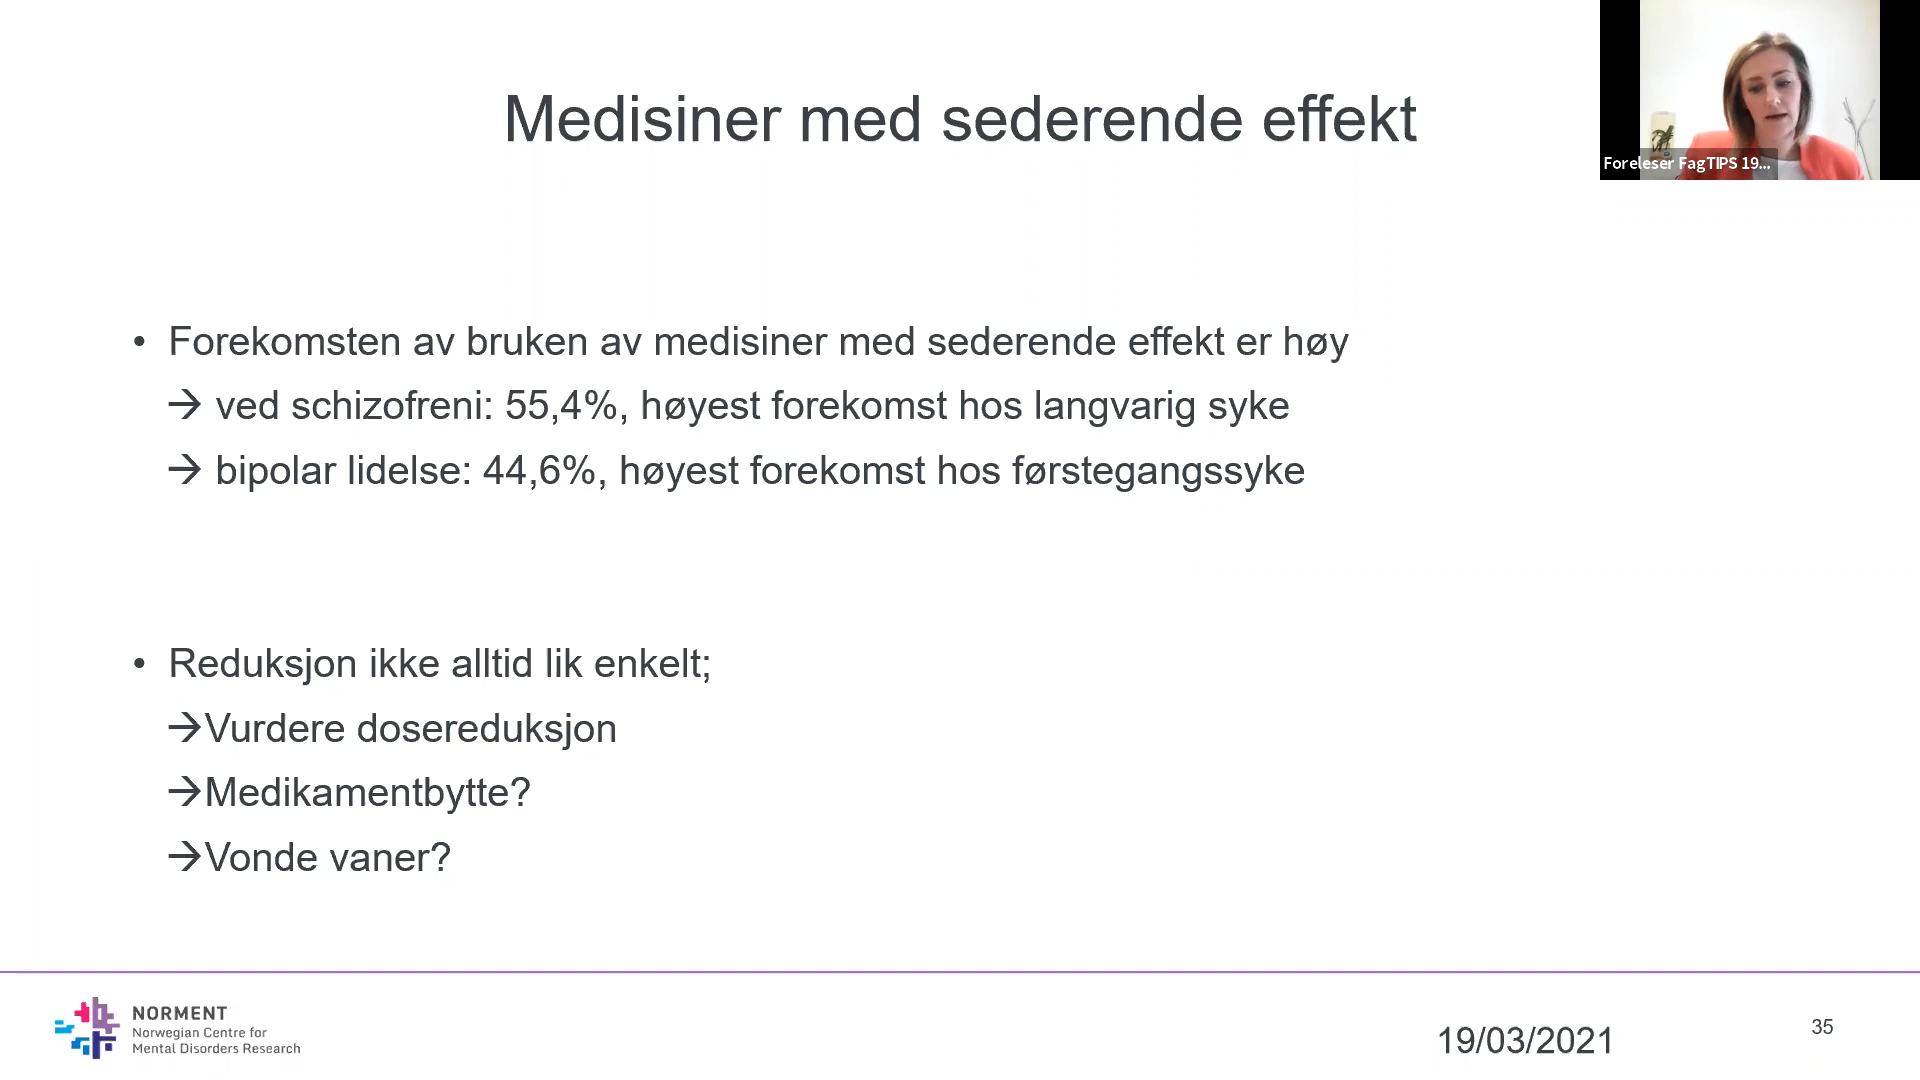 Medisiner med sederende effekt
Foreleser FagTIPS 19...
• Forekomsten av bruken av medisiner med sederende effekt er høy
→ ved schizofreni: 55,4%, høyest forekomst hos langvarig syke
→ bipolar lidelse: 44,6%, høyest forekomst hos førstegangssyke
• Reduksjon ikke alltid lik enkelt;
→Vurdere dosereduksjon
→Medikamentbytte?
→Vonde vaner?
NORMENT
Norwegian Centre for
Mental Disorders Research
19/03/2021
35